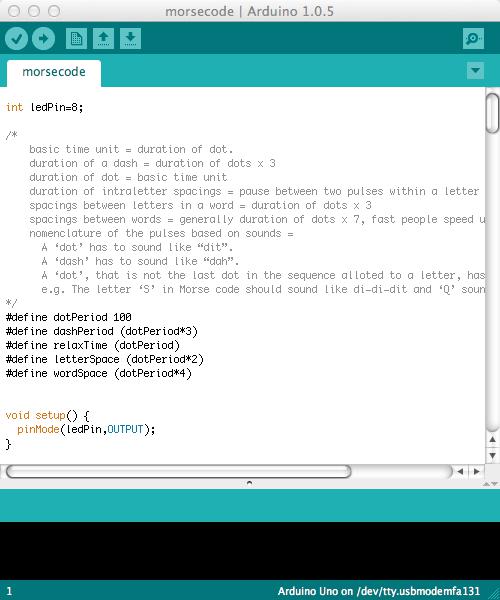 morsecode | Arduino 1.0.5
morsecode
int ledPin=8;
/*
basic time unit = duration of dot.
duration of a dash = duration of dots x 3
duration of dot = basic time unit
duration of intraletter spacings = pause between two pulses within a letter
spacings between letters in a word = duration of dots x 3
spacings between words = generally duration of dots x 7, fast people speed u
nomenclature of the pulses based on sounds =
A ‘dot’ has to sound like “dit”.
A ‘dash’ has to sound like “dah”.
A ‘dot’, that is not the last dot in the sequence alloted to a letter, has
e.g. The letter ‘S’ in Morse code should sound like di-di-dit and ‘Q’ soun
*/
#define dotPeriod 100
#define dashPeriod (dotPeriod*3)
#define relaxTime (dotPeriod)
#define letterSpace (dotPeriod*2)
#define wordSpace (dotPeriod*4)
void setup() {
pinMode(ledPin,OUTPUT);
}
1 Arduino Uno on /dev/tty.usbmodemfa131